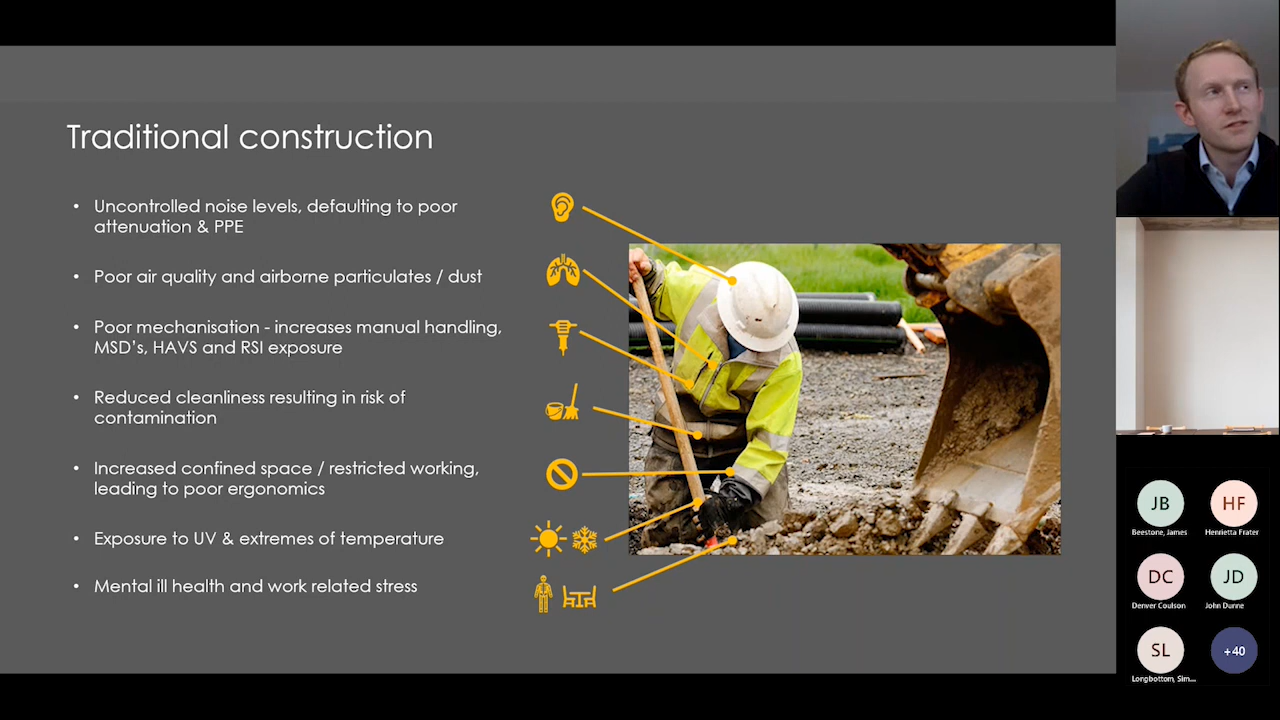 Traditional construction
• Uncontrolled noise levels, defaulting to poor
attenuation & PPE
• Poor air quality and airborne particulates / dust
• Poor mechanisation - increases manual handling,
MSD's, HAVS and RSI exposure
• Reduced cleanliness resulting in risk of
contamination
• Increased confined space / restricted working,
leading to poor ergonomics
• Exposure to UV & extremes of temperature
• Mental ill health and work related stress
JB
Beestone, James
HF
Henrietta Frater
DC
Denver Coulson
JD
John Dunne
SL
Longbottom, Sim...
+40